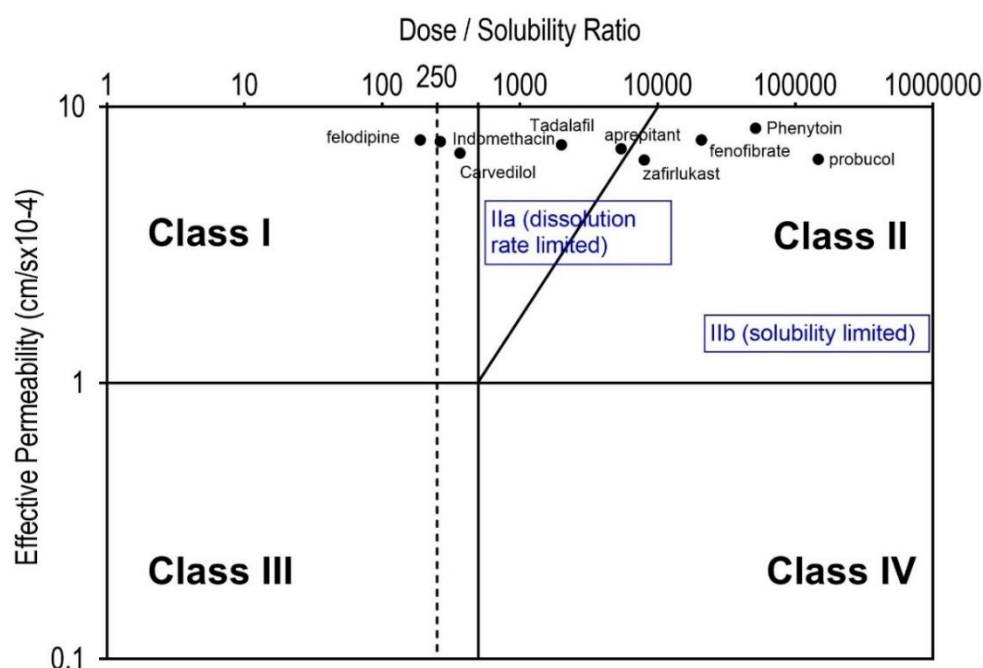 Dose / Solubility Ratio
1 10 100 250 1000 10000 1000000 1000000
10
felodipine
Indomethacin
Carvedilol
Tadalafil
aprepitant
zafirlukast
fenofibrate
Phenytoin
probucol
Class I
IIa (dissolution
rate limited)
Class II
IIb (solubility limited)
Effective Permeability (cm/sx10-4)
1
Class III
Class IV
0.1